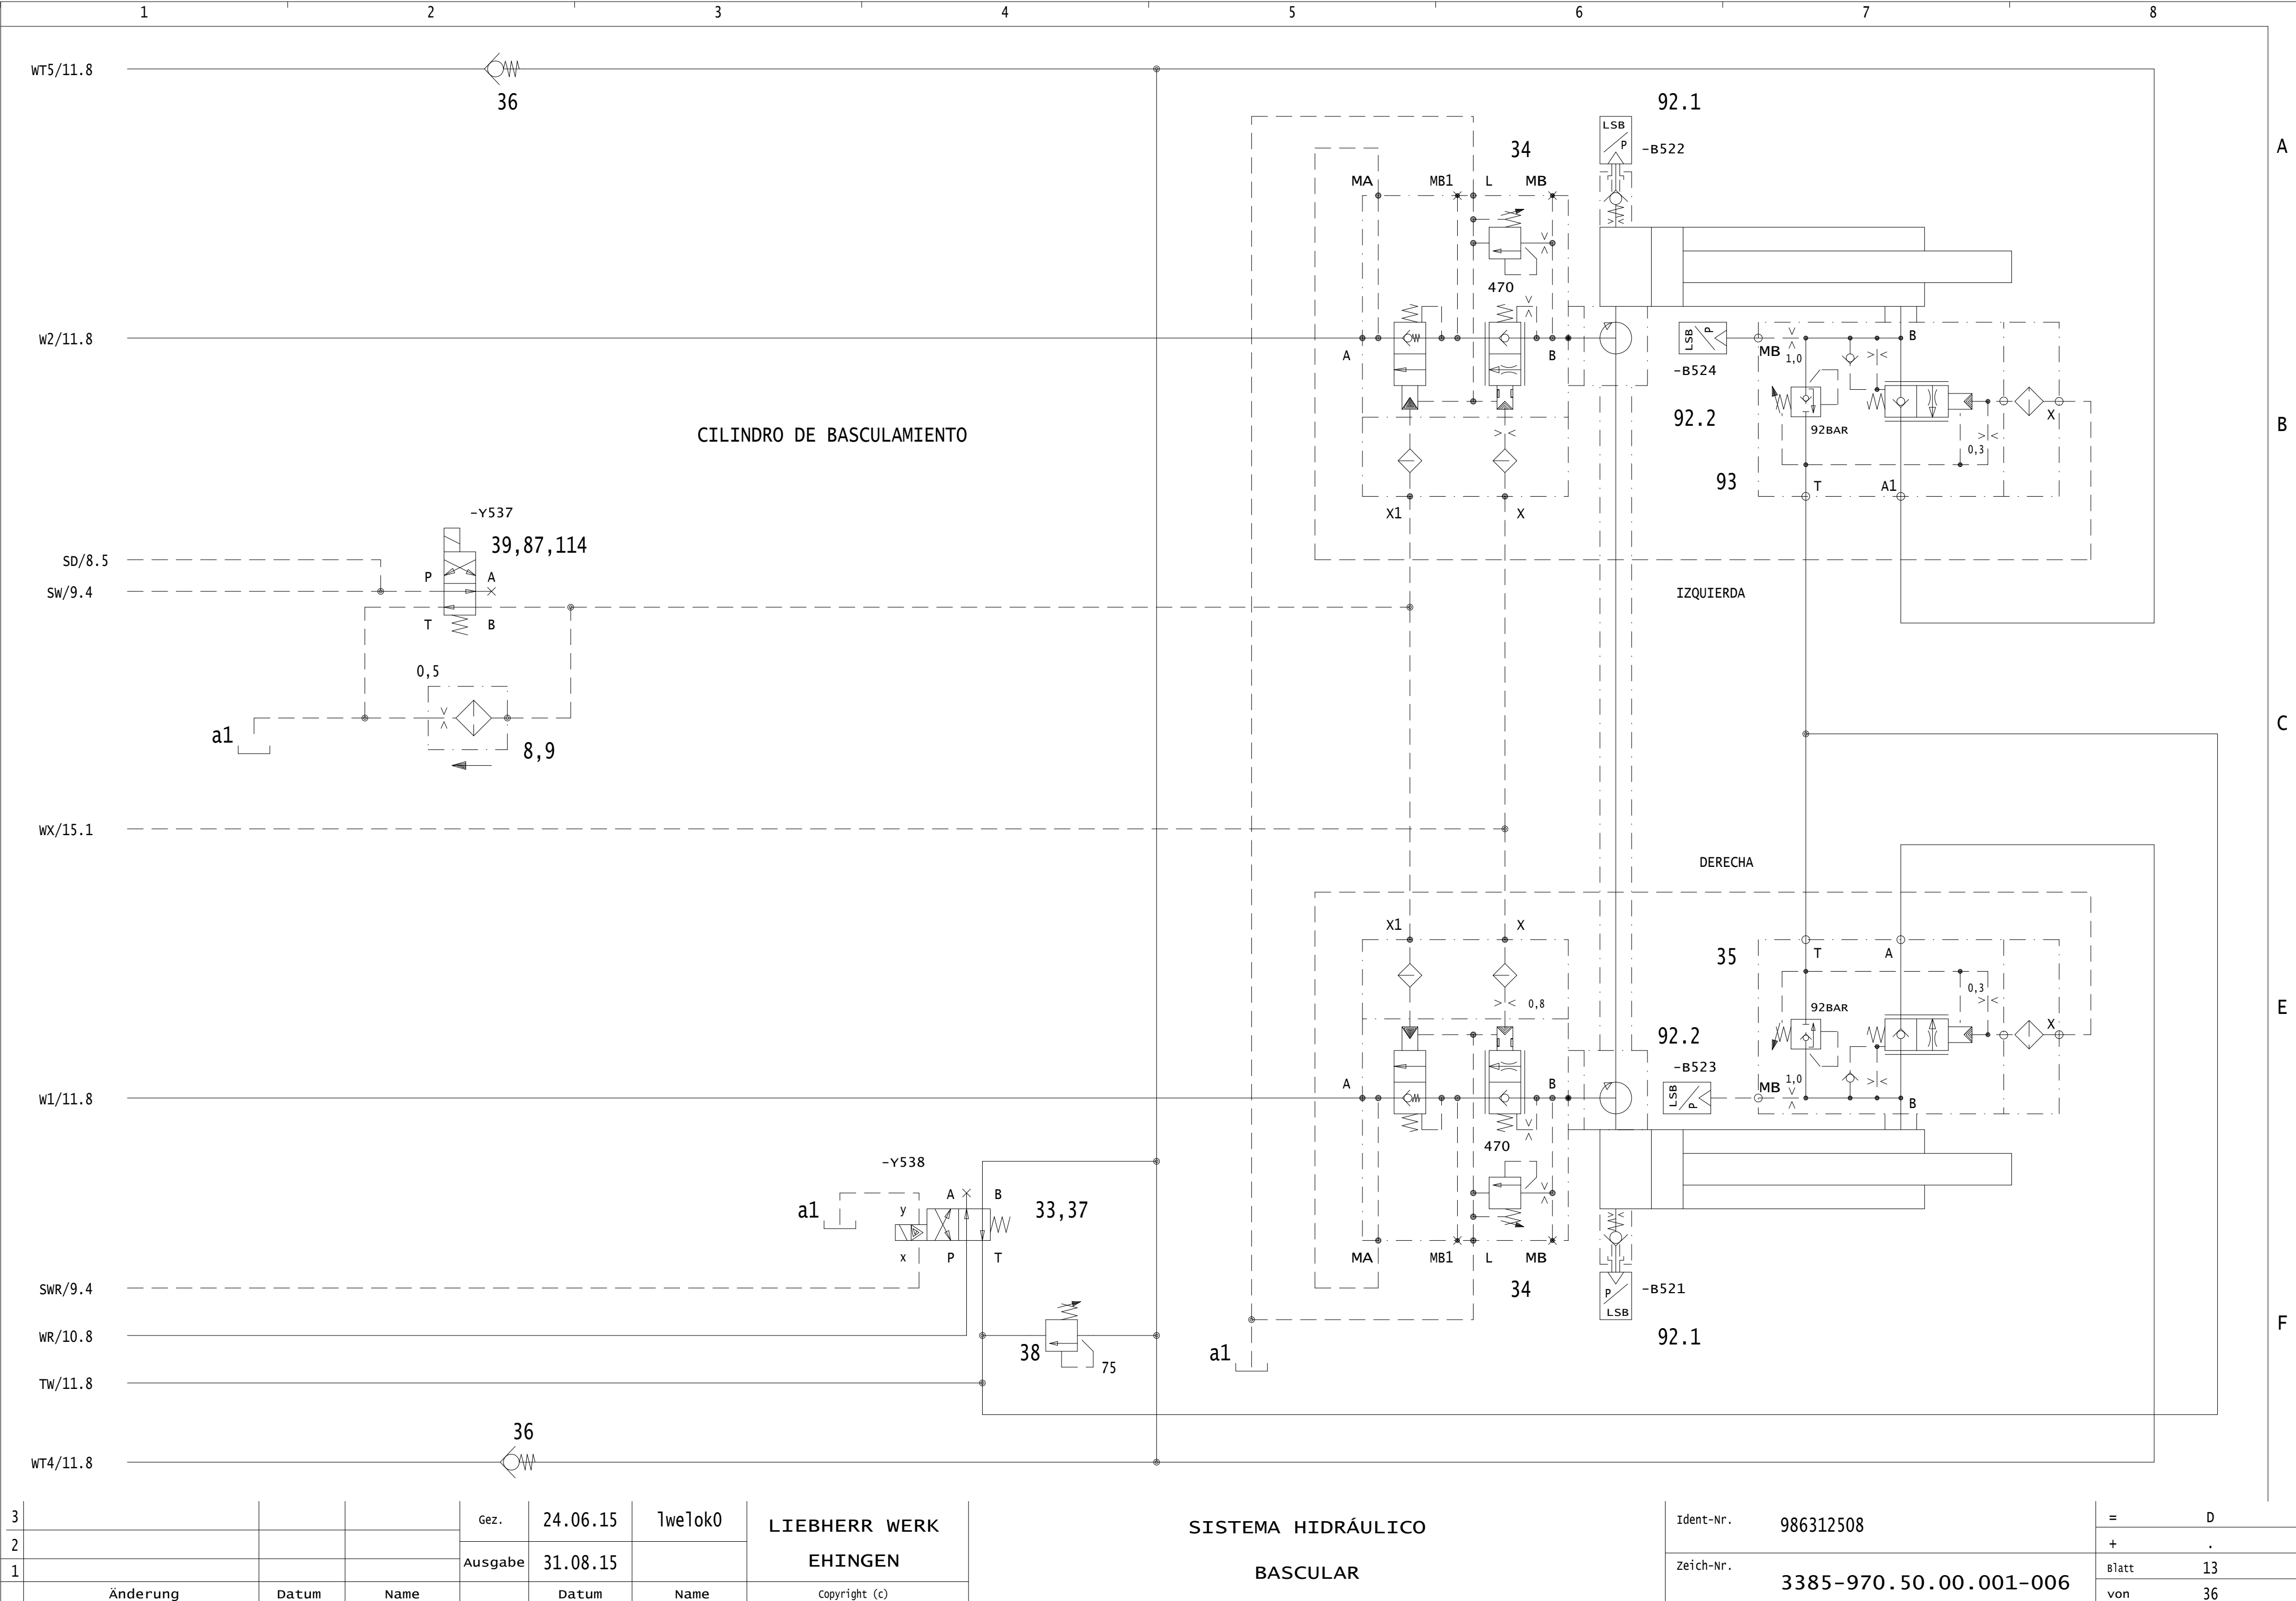 1 2 3 4 5 6 7 8
WT5/11.8
36
92.1
LSB
P
-B522
A
34
MA MB1 L MB
470
W2/11.8
A
B
LSB
P
MB
1,0
B
-B524
92.2
92BAR
X
0,3
B
CILINDRO DE BASCULAMIENTO
93
T
A1
X1
X
-Y537
39,87,114
SD/8.5
P
A
SW/9.4
IZQUIERDA
T
B
0,5
a1
8,9
C
WX/15.1
DERECHA
X1
X
35
T
A
0,3
0,8
92BAR
X
E
92.2
-B523
A
B
LSB
P
MB
1,0
B
W1/11.8
470
-Y538
A
B
a1
y
33,37
x
P
T
MA MB1 L MB
SWR/9.4
34
P
LSB
-B521
WR/10.8
38
75
a1
92.1
F
TW/11.8
36
WT4/11.8
3
2
1
Änderung Datum Name
Gez. 24.06.15 lwelok0
Ausgabe 31.08.15
Datum Name
LIEBHERR WERK
EHINGEN
Copyright (c)
SISTEMA HIDRÁULICO
BASCULAR
Ident-Nr. 986312508
Zeich-Nr. 3385-970.50.00.001-006
= D
+ .
Blatt 13
von 36